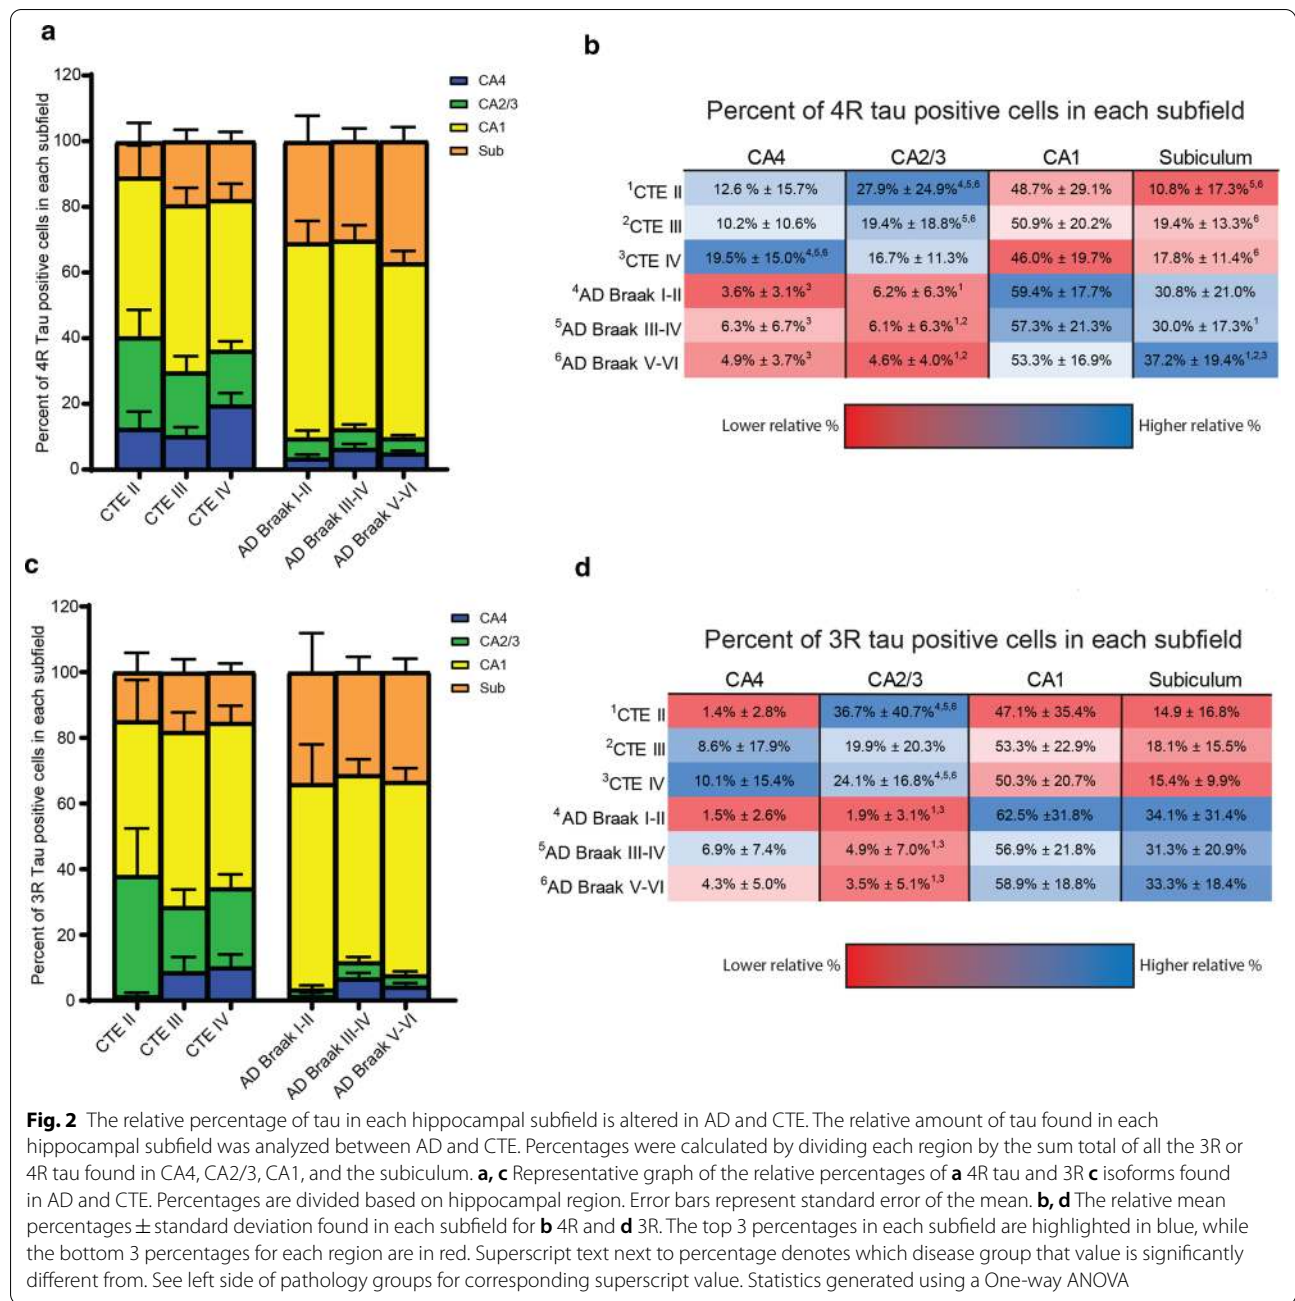 a
120
100
80
60
40
20
0
Percent of 4R Tau positive cells in each subfield
CA4
CA2/3
CA1
Sub
CTE II
CTE III
CTE IV
AD Braak I-II
AD Braak III-IV
AD Braak V-VI
b
Percent of 4R tau positive cells in each subfield
CA4 CA2/3 CA1 Subiculum
¹CTE II 12.6 % ± 15.7% 27.9% ± 24.9%⁴,⁵,⁶ 48.7% ± 29.1% 10.8% ± 17.3%⁵,⁶
²CTE III 10.2% ± 10.6% 19.4% ± 18.8%⁵,⁶ 50.9% ± 20.2% 19.4% ± 13.3%⁶
³CTE IV 19.5% ± 15.0%⁴,⁵,⁶ 16.7% ± 11.3% 46.0% ± 19.7% 17.8% ± 11.4%⁶
⁴AD Braak I-II 3.6% ± 3.1%³ 6.2% ± 6.3%¹ 59.4% ± 17.7% 30.8% ± 21.0%
⁵AD Braak III-IV 6.3% ± 6.7%³ 6.1% ± 6.3%¹,² 57.3% ± 21.3% 30.0% ± 17.3%¹
⁶AD Braak V-VI 4.9% ± 3.7%³ 4.6% ± 4.0%¹,² 53.3% ± 16.9% 37.2% ± 19.4%¹,²,³
Lower relative % Higher relative %
c
120
100
80
60
40
20
0
Percent of 3R Tau positive cells in each subfield
CA4
CA2/3
CA1
Sub
CTE II
CTE III
CTE IV
AD Braak I-II
AD Braak III-IV
AD Braak V-VI
d
Percent of 3R tau positive cells in each subfield
CA4 CA2/3 CA1 Subiculum
¹CTE II 1.4% ± 2.8% 36.7% ± 40.7%⁴,⁵,⁶ 47.1% ± 35.4% 14.9 ± 16.8%
²CTE III 8.6% ± 17.9% 19.9% ± 20.3% 53.3% ± 22.9% 18.1% ± 15.5%
³CTE IV 10.1% ± 15.4% 24.1% ± 16.8%⁴,⁵,⁶ 50.3% ± 20.7% 15.4% ± 9.9%
⁴AD Braak I-II 1.5% ± 2.6% 1.9% ± 3.1%¹,³ 62.5% ±31.8% 34.1% ± 31.4%
⁵AD Braak III-IV 6.9% ± 7.4% 4.9% ± 7.0%¹,³ 56.9% ± 21.8% 31.3% ± 20.9%
⁶AD Braak V-VI 4.3% ± 5.0% 3.5% ± 5.1%¹,³ 58.9% ± 18.8% 33.3% ± 18.4%
Lower relative % Higher relative %
Fig. 2 The relative percentage of tau in each hippocampal subfield is altered in AD and CTE. The relative amount of tau found in each
hippocampal subfield was analyzed between AD and CTE. Percentages were calculated by dividing each region by the sum total of all the 3R or
4R tau found in CA4, CA2/3, CA1, and the subiculum. a, c Representative graph of the relative percentages of a 4R tau and 3R c isoforms found
in AD and CTE. Percentages are divided based on hippocampal region. Error bars represent standard error of the mean. b, d The relative mean
percentages ± standard deviation found in each subfield for b 4R and d 3R. The top 3 percentages in each subfield are highlighted in blue, while
the bottom 3 percentages for each region are in red. Superscript text next to percentage denotes which disease group that value is significantly
different from. See left side of pathology groups for corresponding superscript value. Statistics generated using a One-way ANOVA